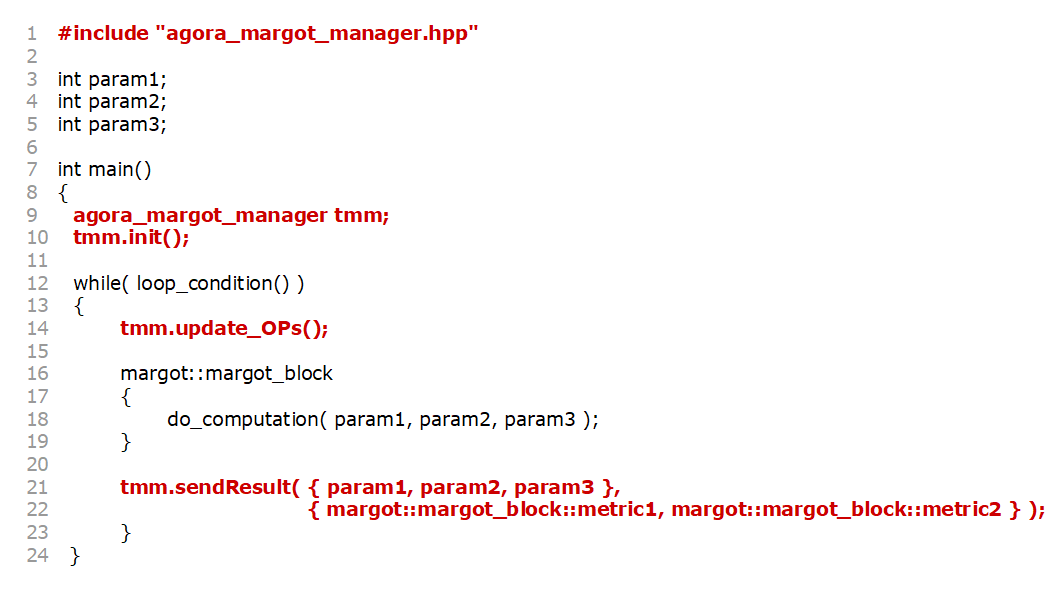 1 #include "agora_margot_manager.hpp"
2
3 int param1;
4 int param2;
5 int param3;
6
7 int main()
8 {
9 agora_margot_manager tmm;
10 tmm.init();
11
12 while( loop_condition() )
13 {
14 tmm.update_OPs();
15
16 margot::margot_block
17 {
18 do_computation( param1, param2, param3 );
19 }
20
21 tmm.sendResult( { param1, param2, param3 },
22 { margot::margot_block::metric1, margot::margot_block::metric2 } );
23 }
24 }